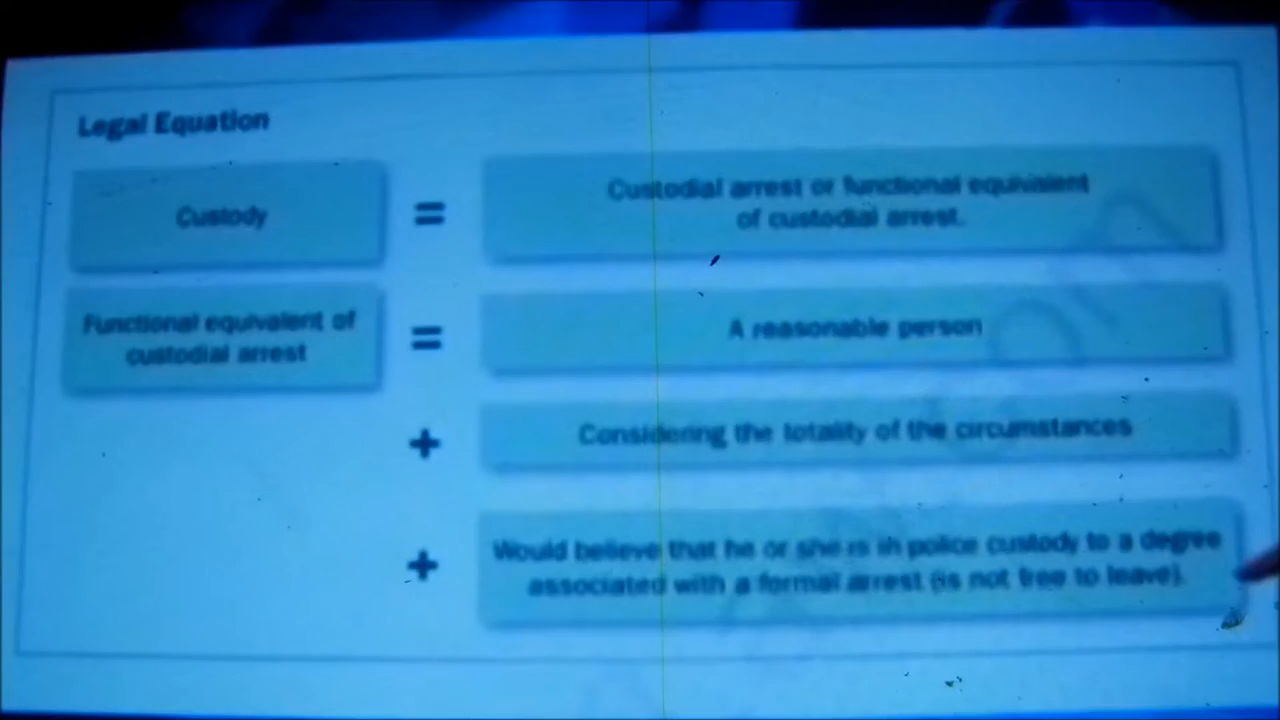 Legal Equation
Custody
=
Custodial arrest or functional equivalent
of custodial arrest.
Functional equivalent of
custodial arrest
=
A reasonable person
+
Considering the totality of the circumstances
+
Would believe that he or she is in police custody to a degree
associated with a formal arrest (is not free to leave).